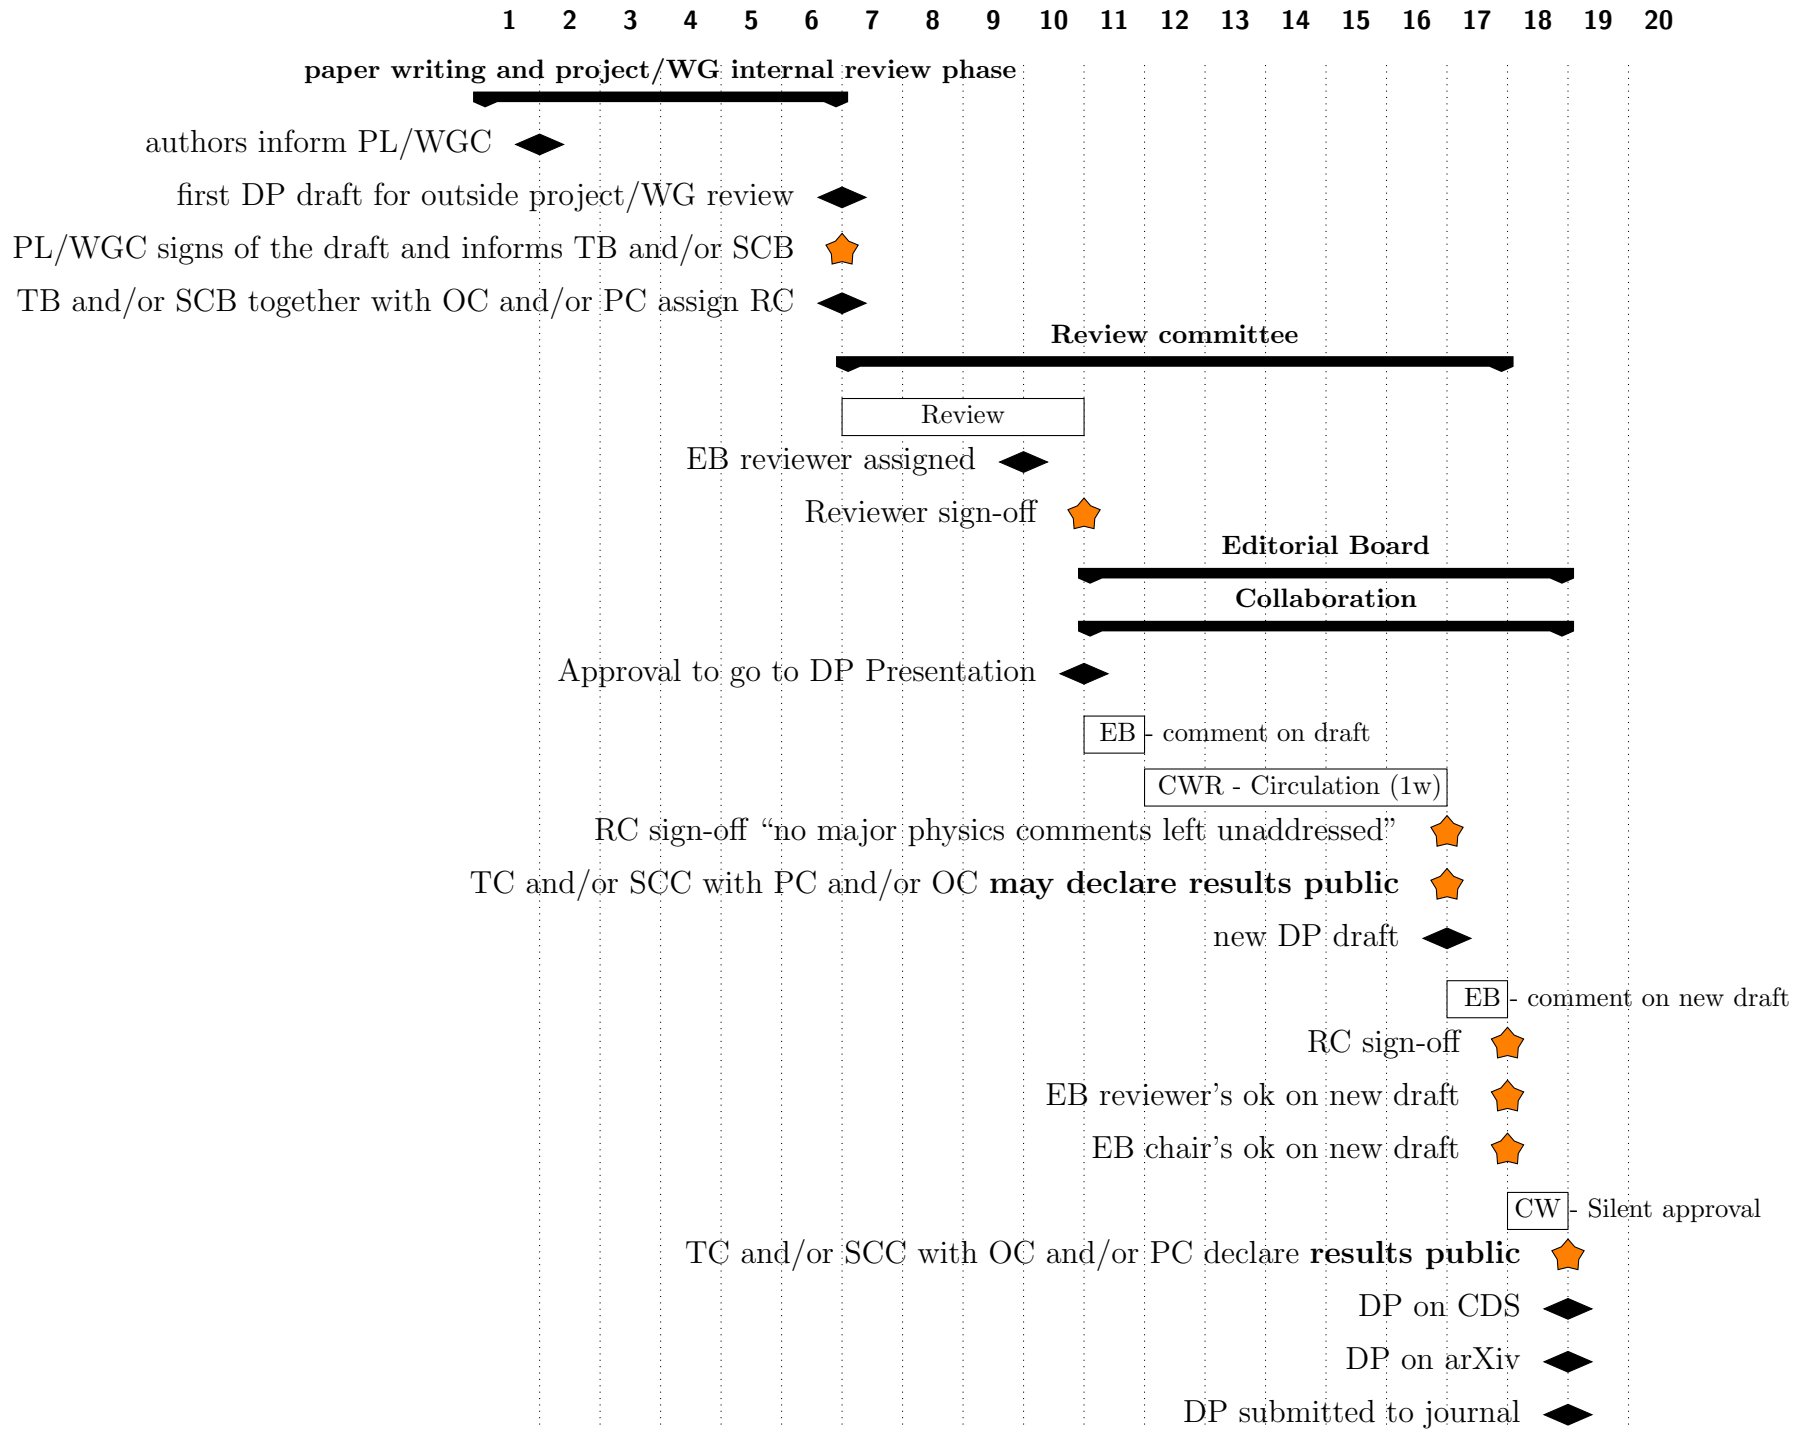 1 2 3 4 5 6 7 8 9 10 11 12 13 14 15 16 17 18 19 20
paper writing and project/WG internal review phase
authors inform PL/WGC
first DP draft for outside project/WG review
PL/WGC signs of the draft and informs TB and/or SCB
TB and/or SCB together with OC and/or PC assign RC
Review committee
Review
EB reviewer assigned
Reviewer sign-off
Editorial Board
Collaboration
Approval to go to DP Presentation
EB - comment on draft
CWR - Circulation (1w)
RC sign-off “no major physics comments left unaddressed”
TC and/or SCC with PC and/or OC may declare results public
new DP draft
EB - comment on new draft
RC sign-off
EB reviewer’s ok on new draft
EB chair’s ok on new draft
CW - Silent approval
TC and/or SCC with OC and/or PC declare results public
DP on CDS
DP on arXiv
DP submitted to journal